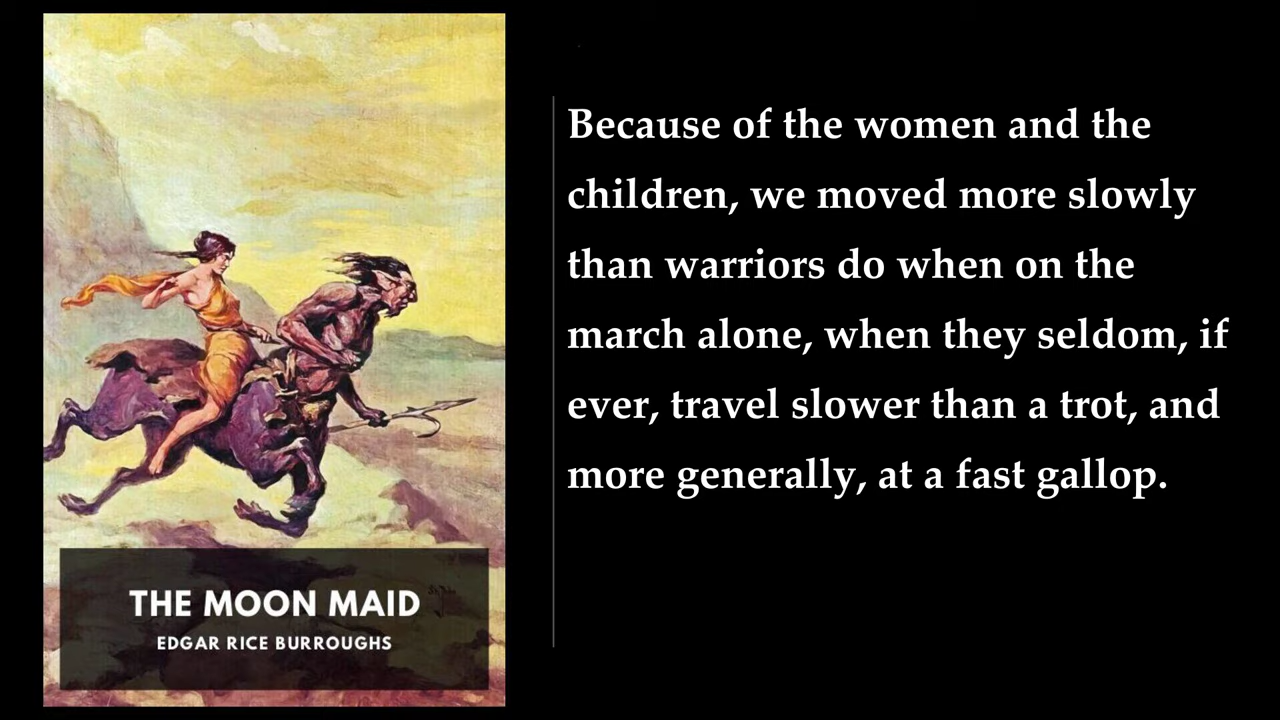 THE MOON MAID
EDGAR RICE BURROUGHS
Because of the women and the
children, we moved more slowly
than warriors do when on the
march alone, when they seldom, if
ever, travel slower than a trot, and
more generally, at a fast gallop.